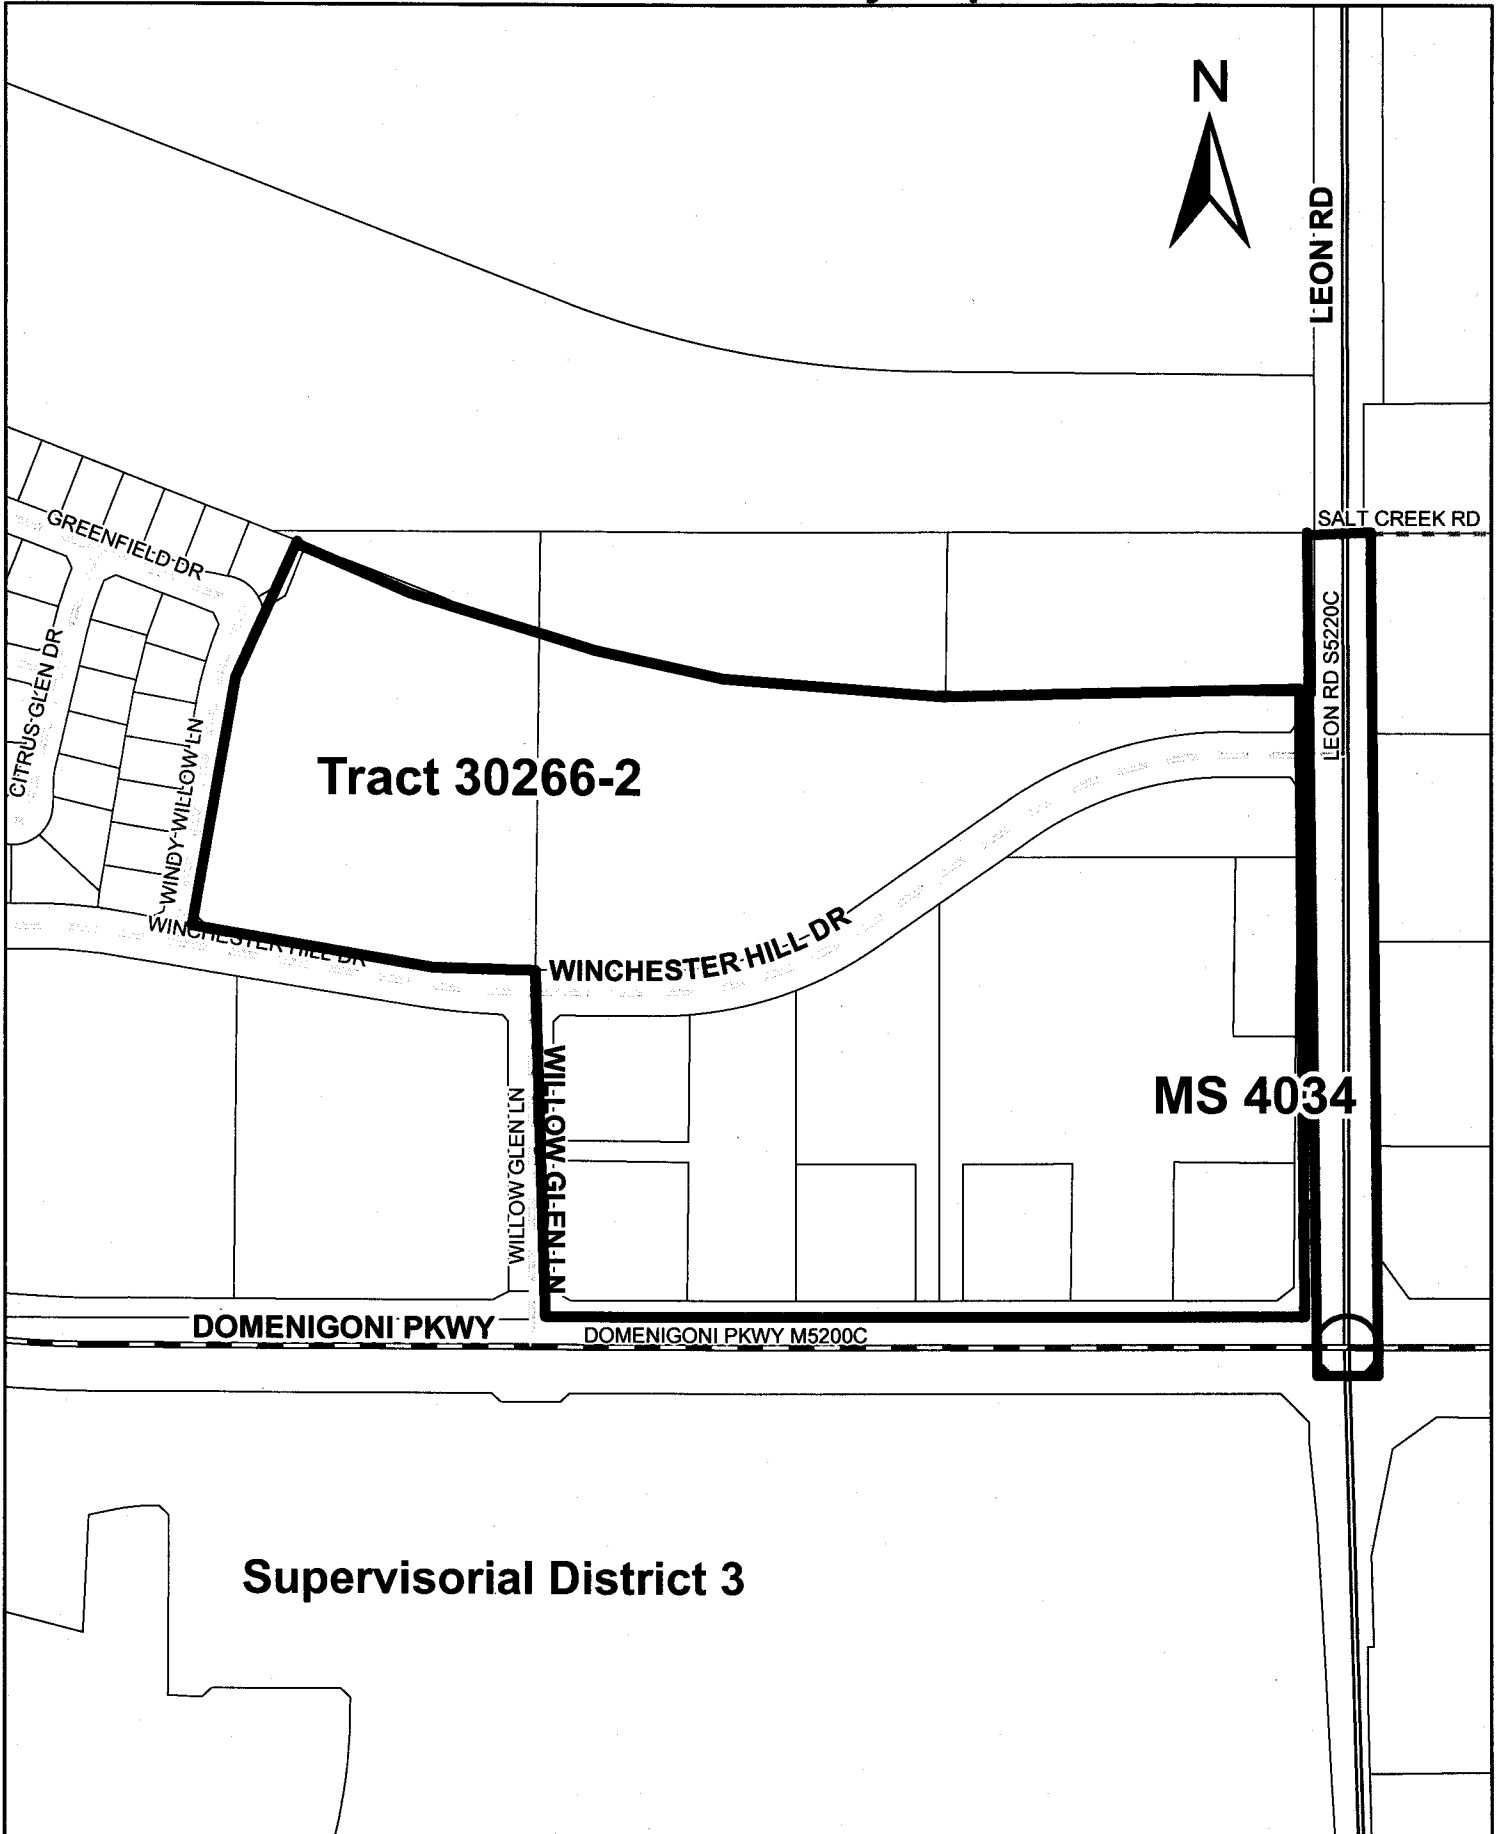 N
LEON RD
SALT CREEK RD
GREENFIELD DR
LEON RD S5220C
CITRUS GLEN DR
WINDY WILLOW LN
Tract 30266-2
WINCHESTER HILL DR
WINCHESTER HILL DR
WILLOW GLEN LN
WILLOW GLEN LN
MS 4034
DOMENIGONI PKWY
DOMENIGONI PKWY M5200C
Supervisorial District 3